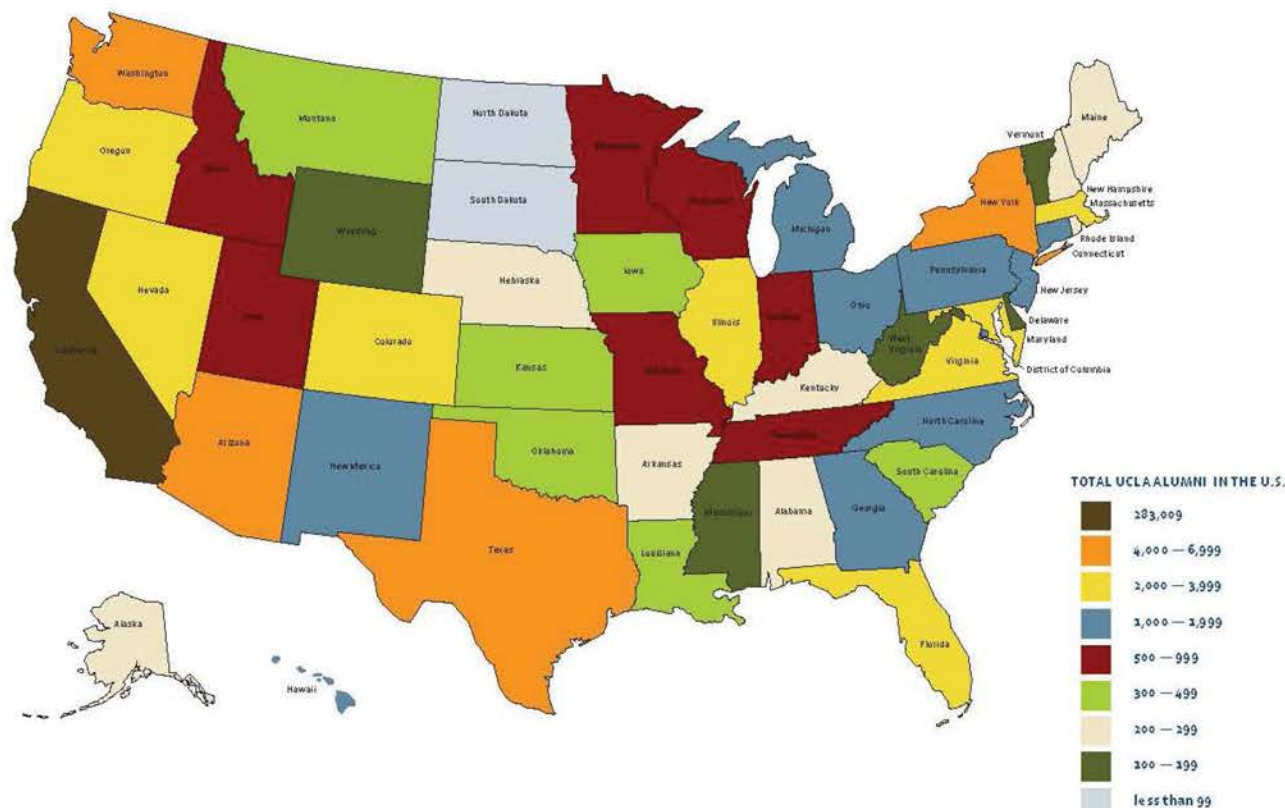 Washington
Montana
North Dakota
Maine
Vermont
Oregon
New Hampshire
Massachusetts
New York
South Dakota
Wyoming
Michigan
Rhode Island
Connecticut
Iowa
Pennsylvania
Nebraska
Nevada
New Jersey
Ohio
Illinois
Delaware
Colorado
West
Virginia
Maryland
Virginia
California
District of Columbia
Kansas
Kentucky
North Carolina
Arizona
New Mexico
Oklahoma
Arkansas
South Carolina
TOTAL UCLA ALUMNI IN THE U.S.
Mississippi
Alabama
Georgia
283,009
Texas
Louisiana
4,000 — 6,999
2,000 — 3,999
Alaska
1,000 — 1,999
Florida
500 — 999
Hawaii
300 — 499
200 — 299
100 — 199
less than 99